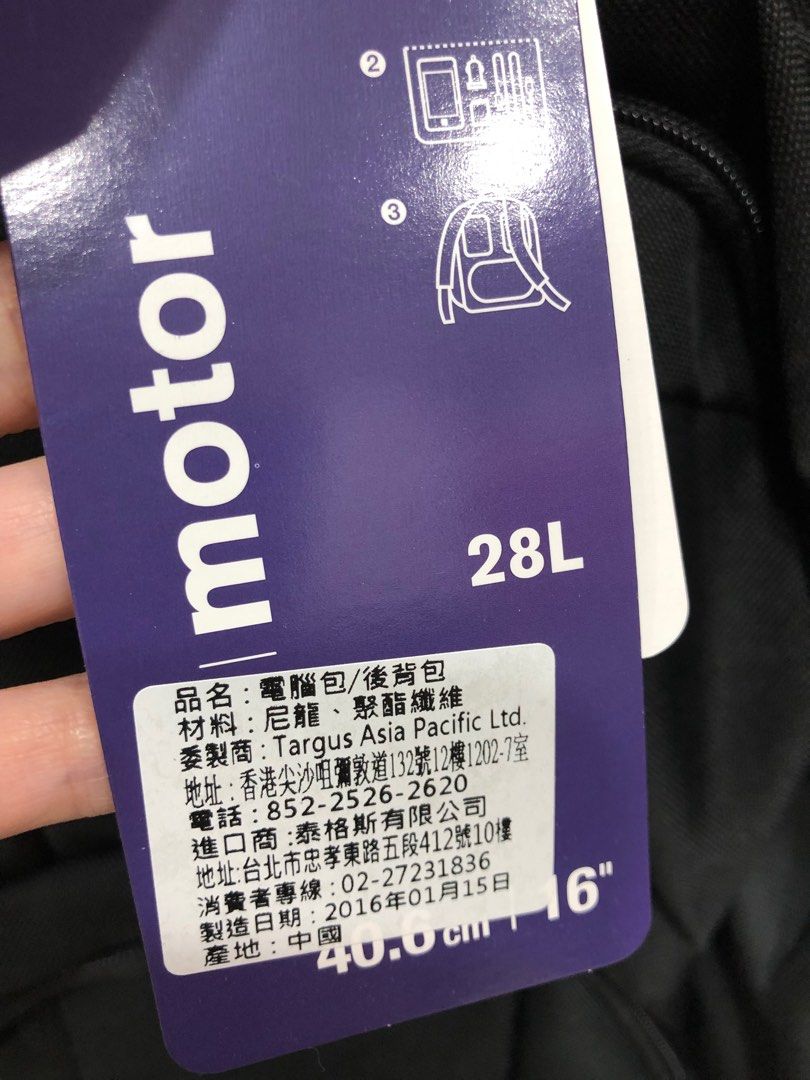 2
3
motor
28L
品名：電腦包/後背包
材料：尼龍、聚酯纖維
委製商：Targus Asia Pacific Ltd.
地址：香港尖沙咀彌敦道132號12樓1202-7室
電話：852-2526-2620
進口商：泰格斯有限公司
地址:台北市忠孝東路五段412號10樓
消費者專線：02-27231836
製造日期：2016年01月15日
產地：中國
40.6cm | 16"